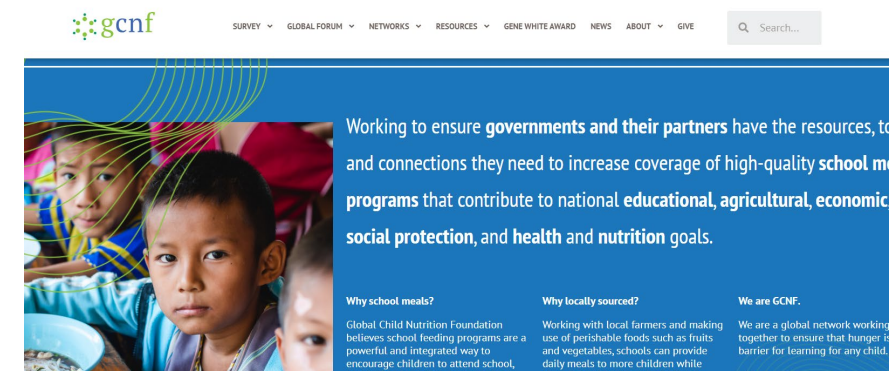 gcnf
SURVEY GLOBAL FORUM NETWORKS RESOURCES GENE WHITE AWARD NEWS ABOUT GIVE
Search...
Working to ensure governments and their partners have the resources,
and connections they need to increase coverage of high-quality school
programs that contribute to national educational, agricultural, economic,
social protection, and health and nutrition goals.
Why school meals?
Global Child Nutrition Foundation
believes school feeding programs are a
powerful and integrated way to
encourage children to attend school,
Why locally sourced?
Working with local farmers and making
use of perishable foods such as fruits
and vegetables, schools can provide
daily meals to more children while
We are GCNF.
We are a global network working
together to ensure that hunger is
barrier for learning for any child.